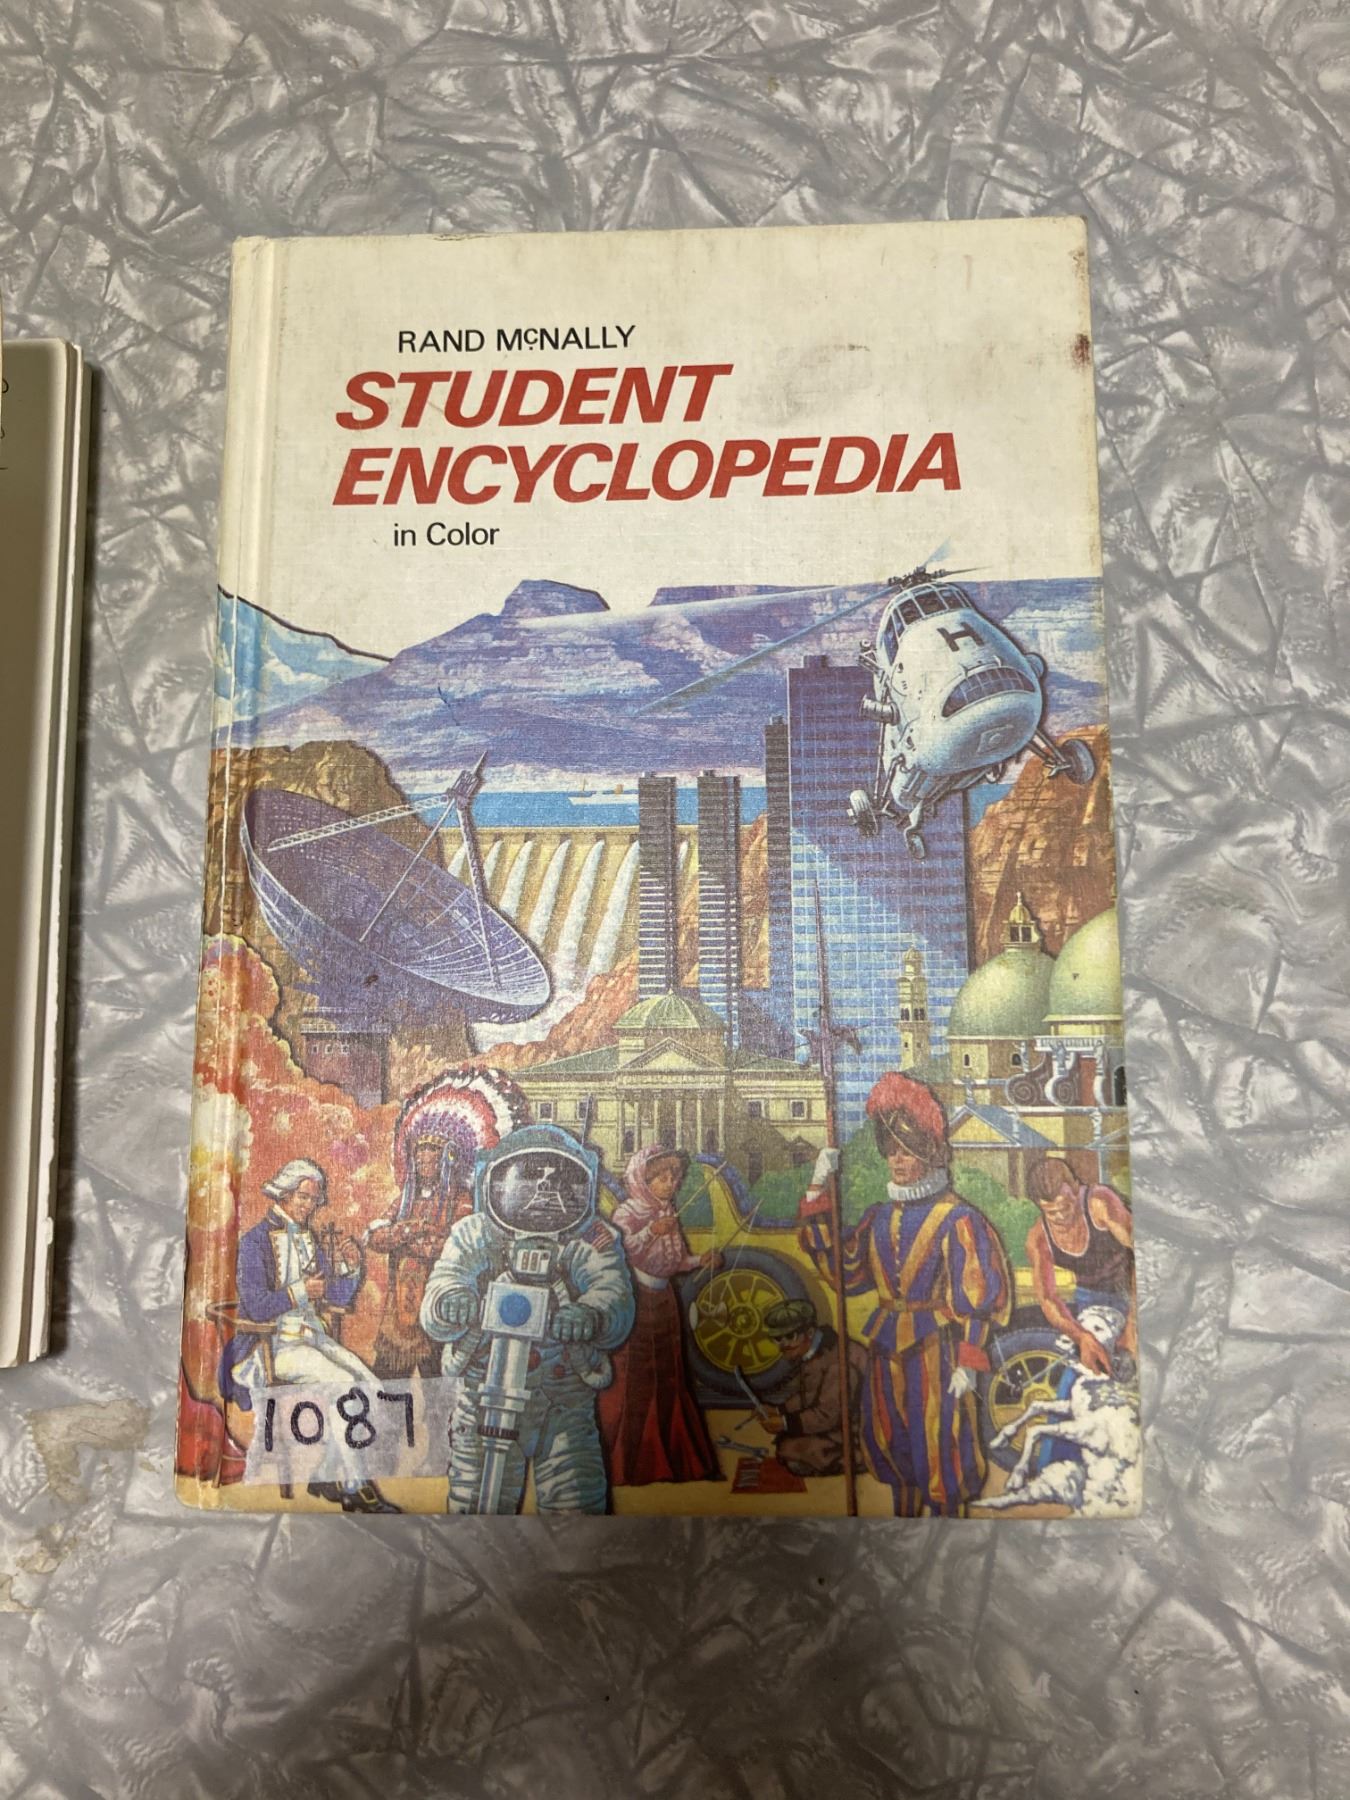 RAND McNALLY
STUDENT
ENCYCLOPEDIA
in Color
H
1087